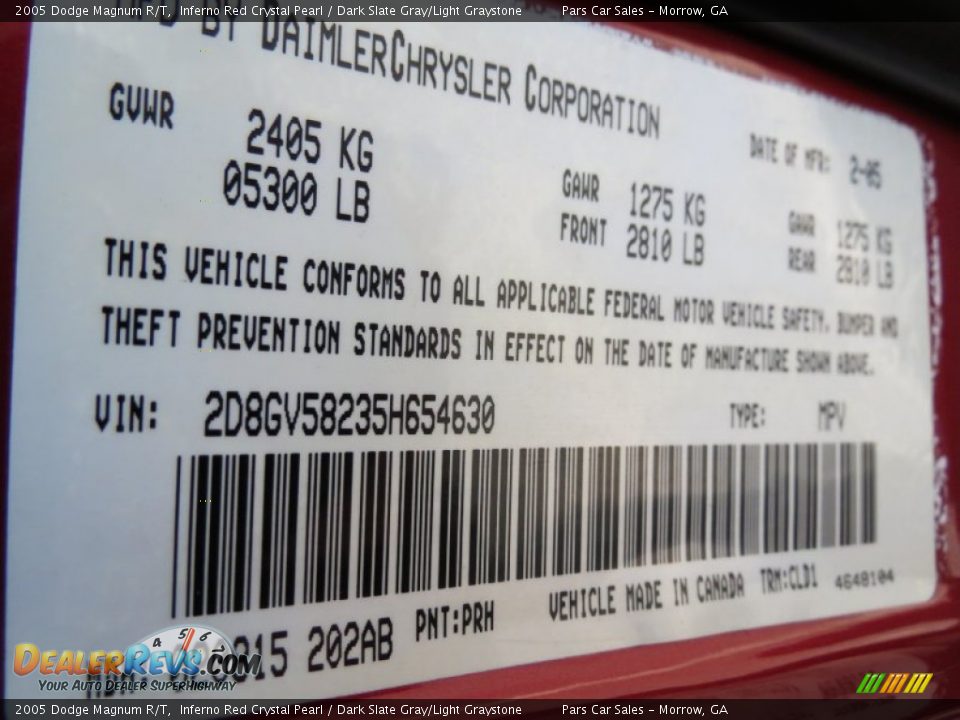 2005 Dodge Magnum R/T, Inferno Red Crystal Pearl / Dark Slate Gray/Light Graystone Pars Car Sales - Morrow, GA
MFD BY DAIMLERCHRYSLER CORPORATION
DATE OF MFR: 2-05
GVWR
2405 KG
05300 LB
GAWR 1275 KG
FRONT 2810 LB
GAWR 1275 KG
REAR 2810 LB
THIS VEHICLE CONFORMS TO ALL APPLICABLE FEDERAL MOTOR VEHICLE SAFETY, BUMPER AND
THEFT PREVENTION STANDARDS IN EFFECT ON THE DATE OF MANUFACTURE SHOWN ABOVE.
VIN: 2D8GV58235H654630 TYPE: MPV
VEHICLE MADE IN CANADA TRM:CLD1 4648104
202AB PNT:PRH
4 5 6
DEALERREVS.COM
YOUR AUTO DEALER SUPERHIGHWAY
2005 Dodge Magnum R/T, Inferno Red Crystal Pearl / Dark Slate Gray/Light Graystone Pars Car Sales - Morrow, GA